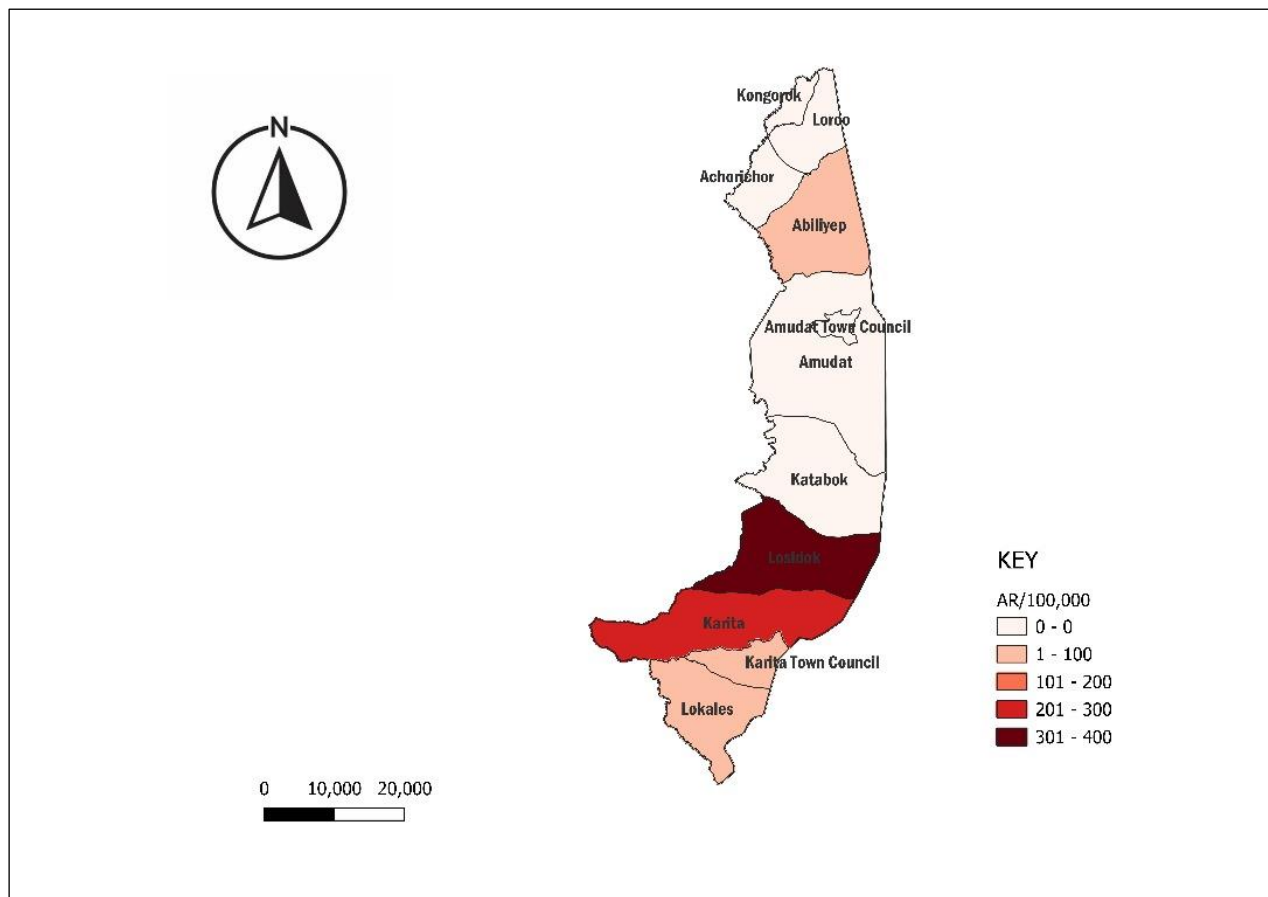 N
Kongorok
Loroo
Achorichor
Abiliyep
Amudat Town Council
Amudat
Katabok
Losidok
Karita
Karita Town Council
Lokales
KEY
AR/100,000
0 - 0
1 - 100
101 - 200
201 - 300
301 - 400
0 10,000 20,000